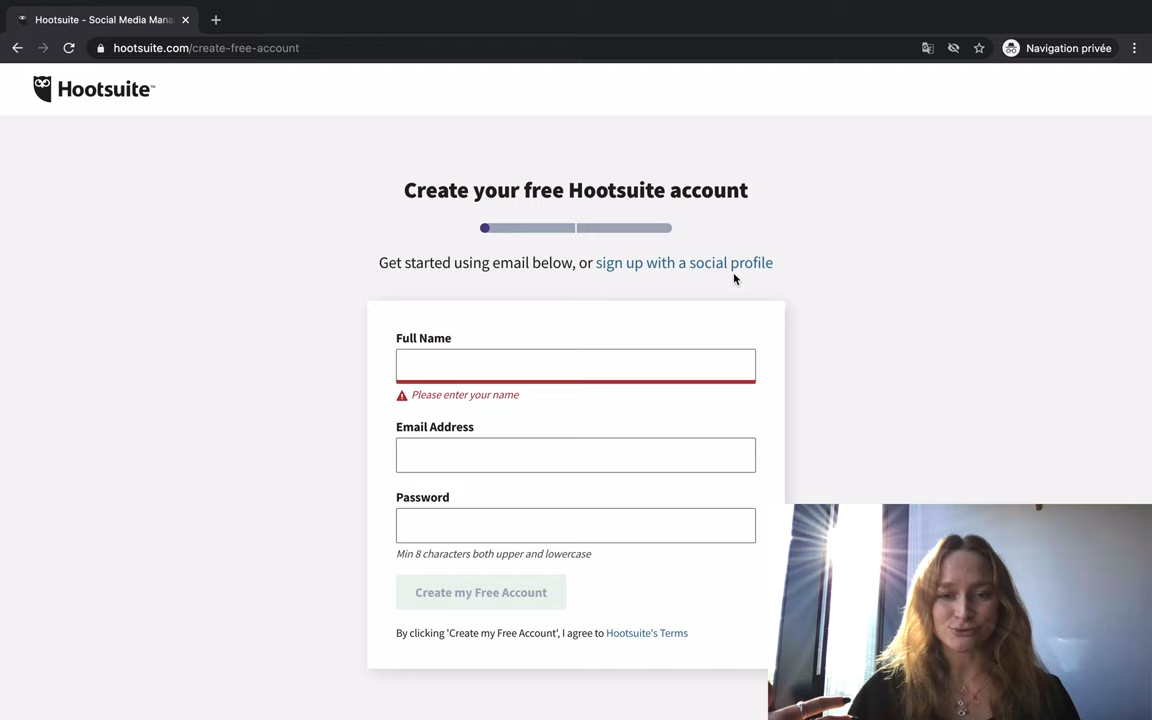 Hootsuite - Social Media Mana
hootsuite.com/create-free-account
Navigation privée
Hootsuite™
Create your free Hootsuite account
Get started using email below, or sign up with a social profile
Full Name
Please enter your name
Email Address
Password
Min 8 characters both upper and lowercase
Create my Free Account
By clicking 'Create my Free Account', I agree to Hootsuite's Terms